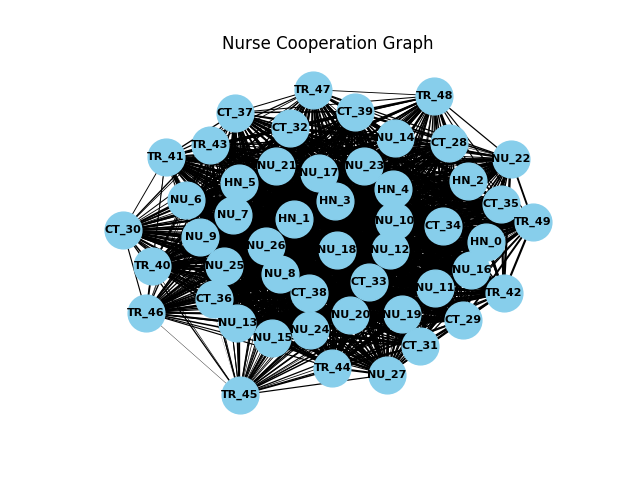 Nurse Cooperation Graph
TR_47
TR_48
CT_37
CT_39
CT_32
NU_14
TR_43
CT_28
TR_41
NU_22
NU_21
NU_23
NU_17
HN_5
HN_2
HN_4
NU_6
HN_3
CT_35
NU_7
HN_1
NU_10
TR_49
CT_34
CT_30
NU_9
HN_0
NU_26
NU_18
NU_12
TR_40
NU_25
NU_16
NU_8
CT_33
NU_11
CT_38
TR_42
CT_36
TR_46
NU_20
NU_19
CT_29
NU_13
NU_24
NU_15
CT_31
TR_44
NU_27
TR_45